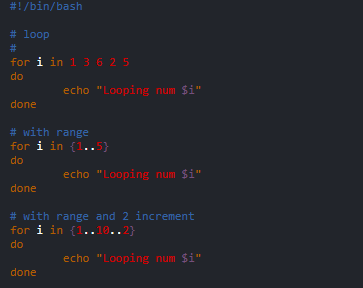 #!/bin/bash
# loop
#
for i in 1 3 6 2 5
do
echo "Looping num $i"
done
# with range
for i in {1..5}
do
echo "Looping num $i"
done
# with range and 2 increment
for i in {1..10..2}
do
echo "Looping num $i"
done